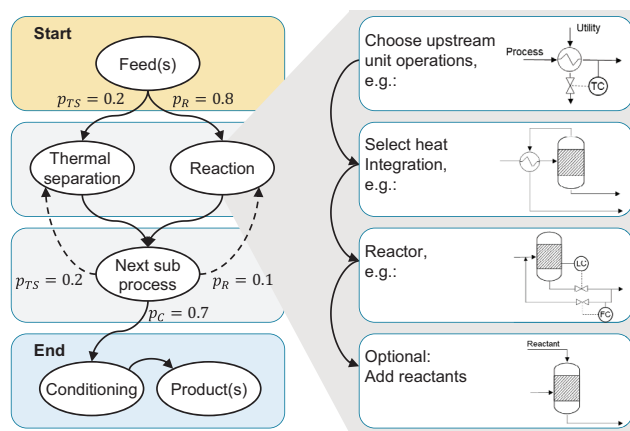 Start
Feed(s)
p_TS = 0.2
p_R = 0.8
Thermal
separation
Reaction
Next sub
process
p_TS = 0.2
p_R = 0.1
p_C = 0.7
End
Conditioning
Product(s)
Choose upstream
unit operations,
e.g.:
Utility
Process
TC
Select heat
Integration,
e.g.:
Reactor,
e.g.:
LC
FC
Optional:
Add reactants
Reactant